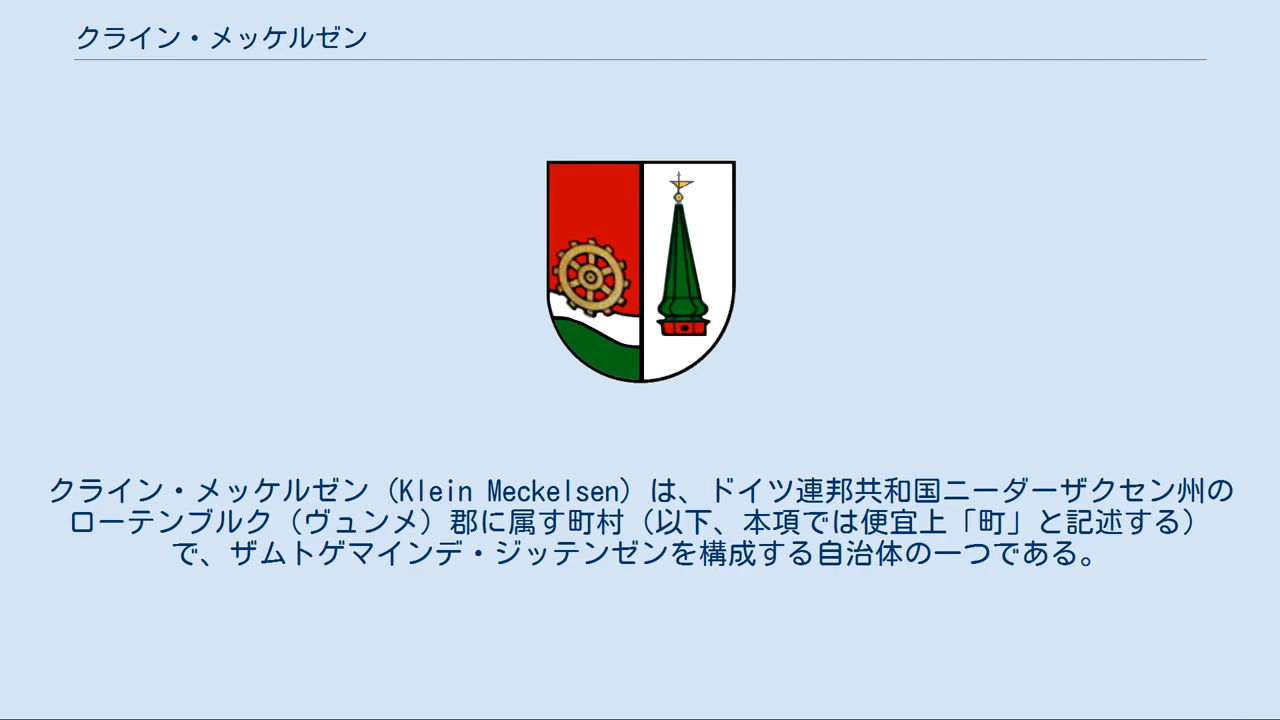 クライン・メッケルゼン
クライン・メッケルゼン（Klein Meckelsen）は、ドイツ連邦共和国ニーダーザクセン州の
ローテンブルク（ヴュンメ）郡に属す町村（以下、本項では便宜上「町」と記述する）
で、ザムトゲマインデ・ジッテンゼンを構成する自治体の一つである。